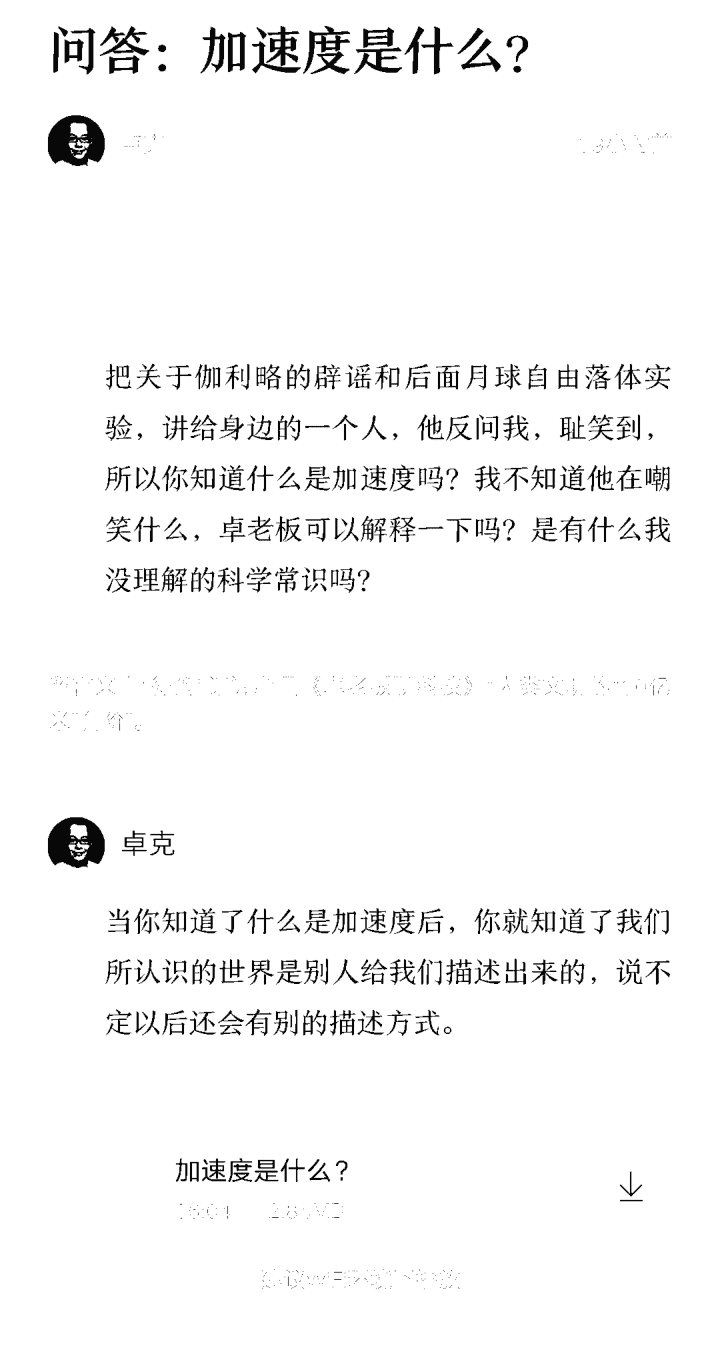 问答：加速度是什么？
把关于伽利略的辟谣和后面月球自由落体实
验，讲给身边的一个人，他反问我，耻笑到，
所以你知道什么是加速度吗？我不知道他在嘲
笑什么，卓老板可以解释一下吗？是有什么我
没理解的科学常识吗？
卓克
当你知道了什么是加速度后，你就知道了我们
所认识的世界是别人给我们描述出来的，说不
定以后还会有别的描述方式。
加速度是什么？